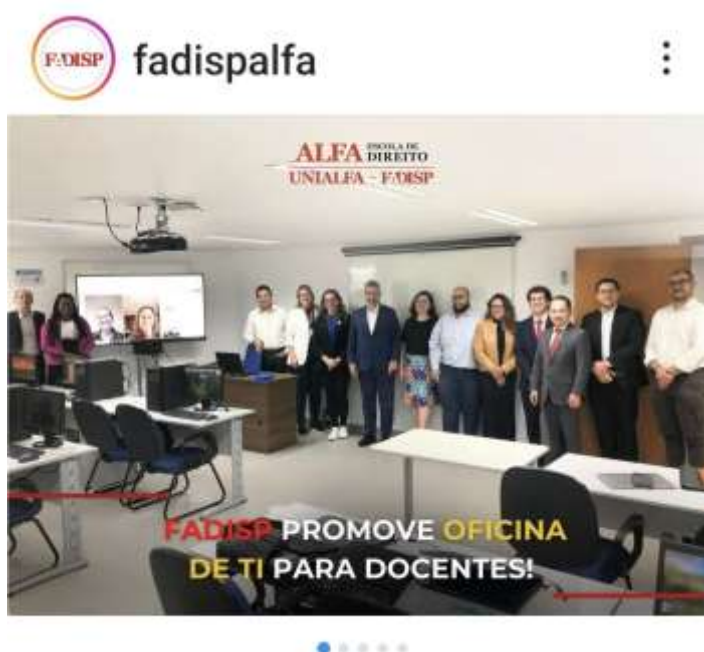 FADISP
fadispalfa
ALFA ESCOLA DE DIREITO
UNIALFA - FADISP
FADISP PROMOVE OFICINA
DE TI PARA DOCENTES!